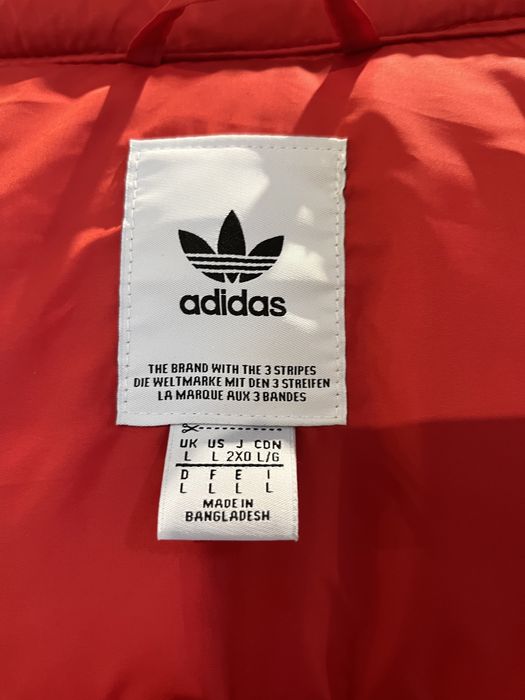 adidas
THE BRAND WITH THE 3 STRIPES
DIE WELTMARKE MIT DEN 3 STREIFEN
LA MARQUE AUX 3 BANDES
UK US J CDN
L L 2XO L/G
D F E I
L L L L
MADE IN
BANGLADESH